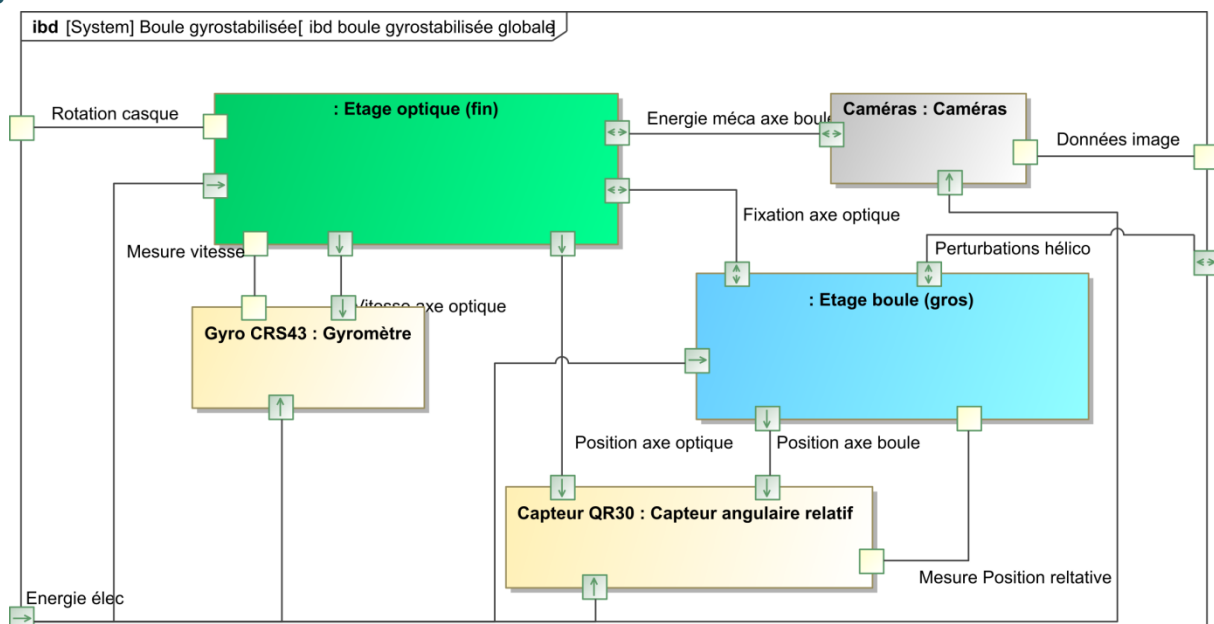 ibd [System] Boule gyrostabilisée[ ibd boule gyrostabilisée globale]
Rotation casque
: Etage optique (fin)
Energie méca axe boule
Caméras : Caméras
Données image
Fixation axe optique
Mesure vitesse
Perturbations hélico
Vitesse axe optique
: Etage boule (gros)
Gyro CRS43 : Gyromètre
Position axe optique
Position axe boule
Capteur QR30 : Capteur angulaire relatif
Mesure Position reltative
Energie élec